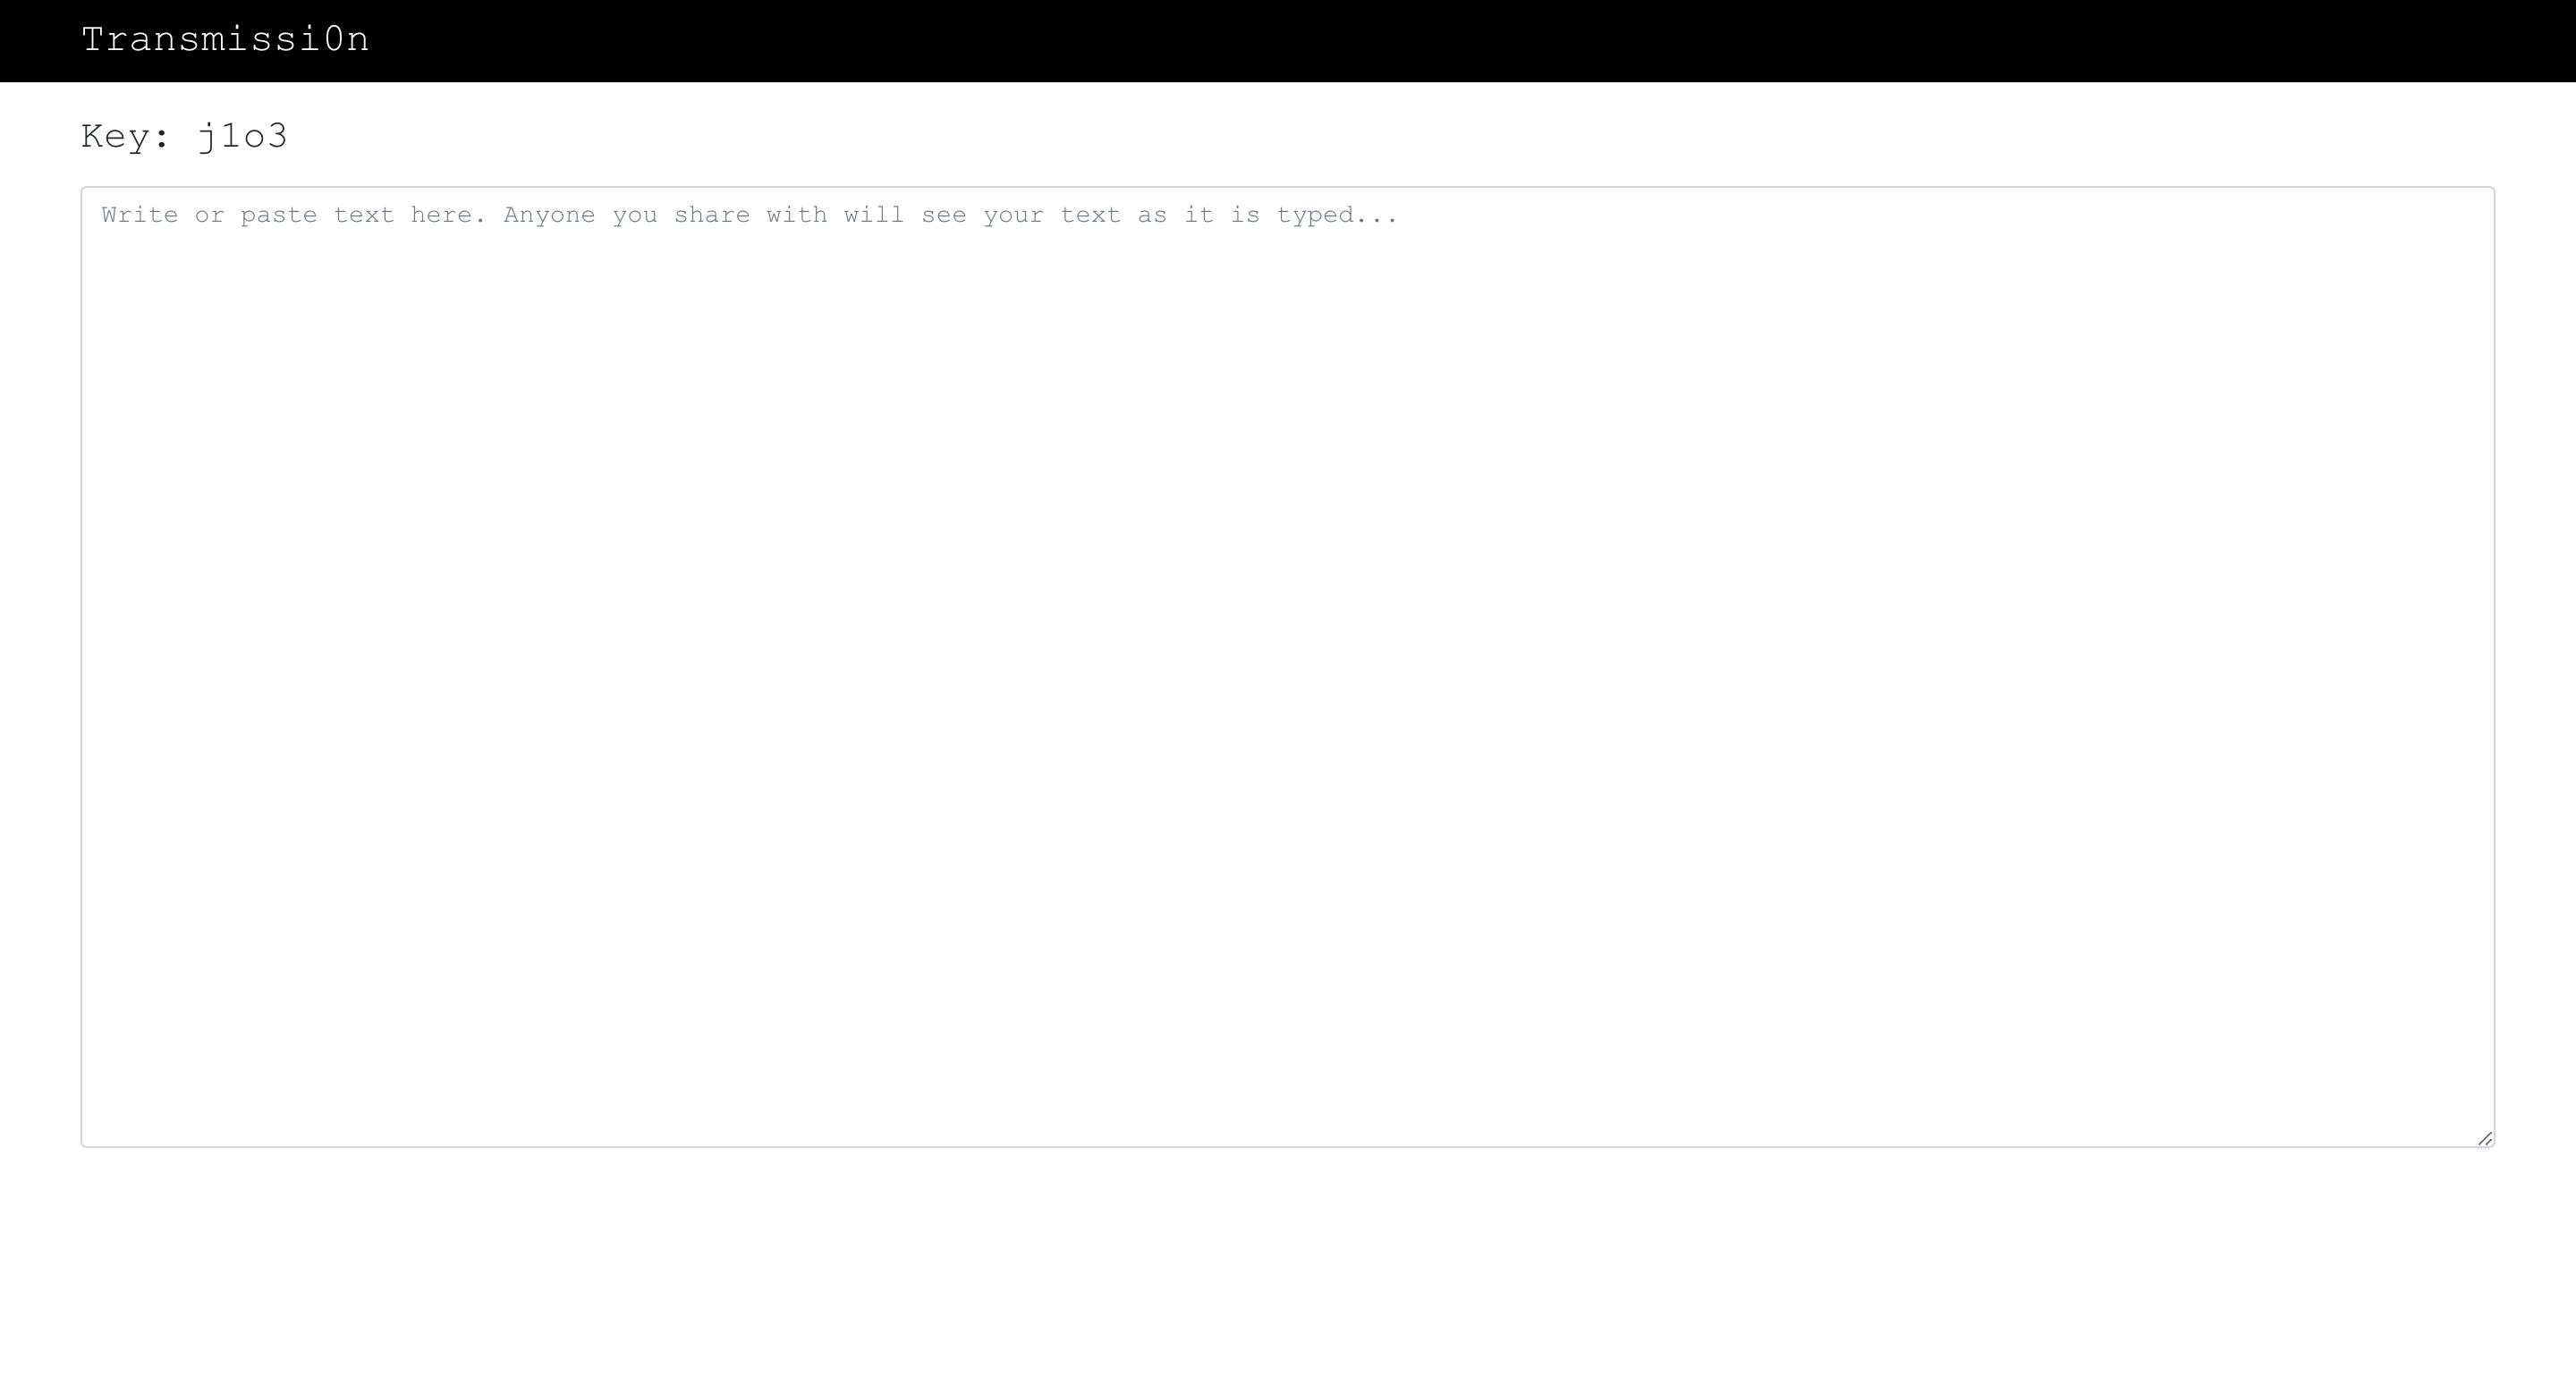 Transmissi0n
Key: j1o3
Write or paste text here. Anyone you share with will see your text as it is typed...